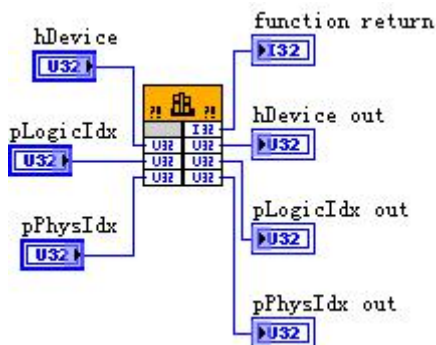 function return
I32
hDevice
U32
?! ?!
I32
hDevice out
U32
U32 U32
pLogicIdx
U32
U32 U32
U32 U32
pLogicIdx out
U32
pPhysIdx
U32
pPhysIdx out
U32